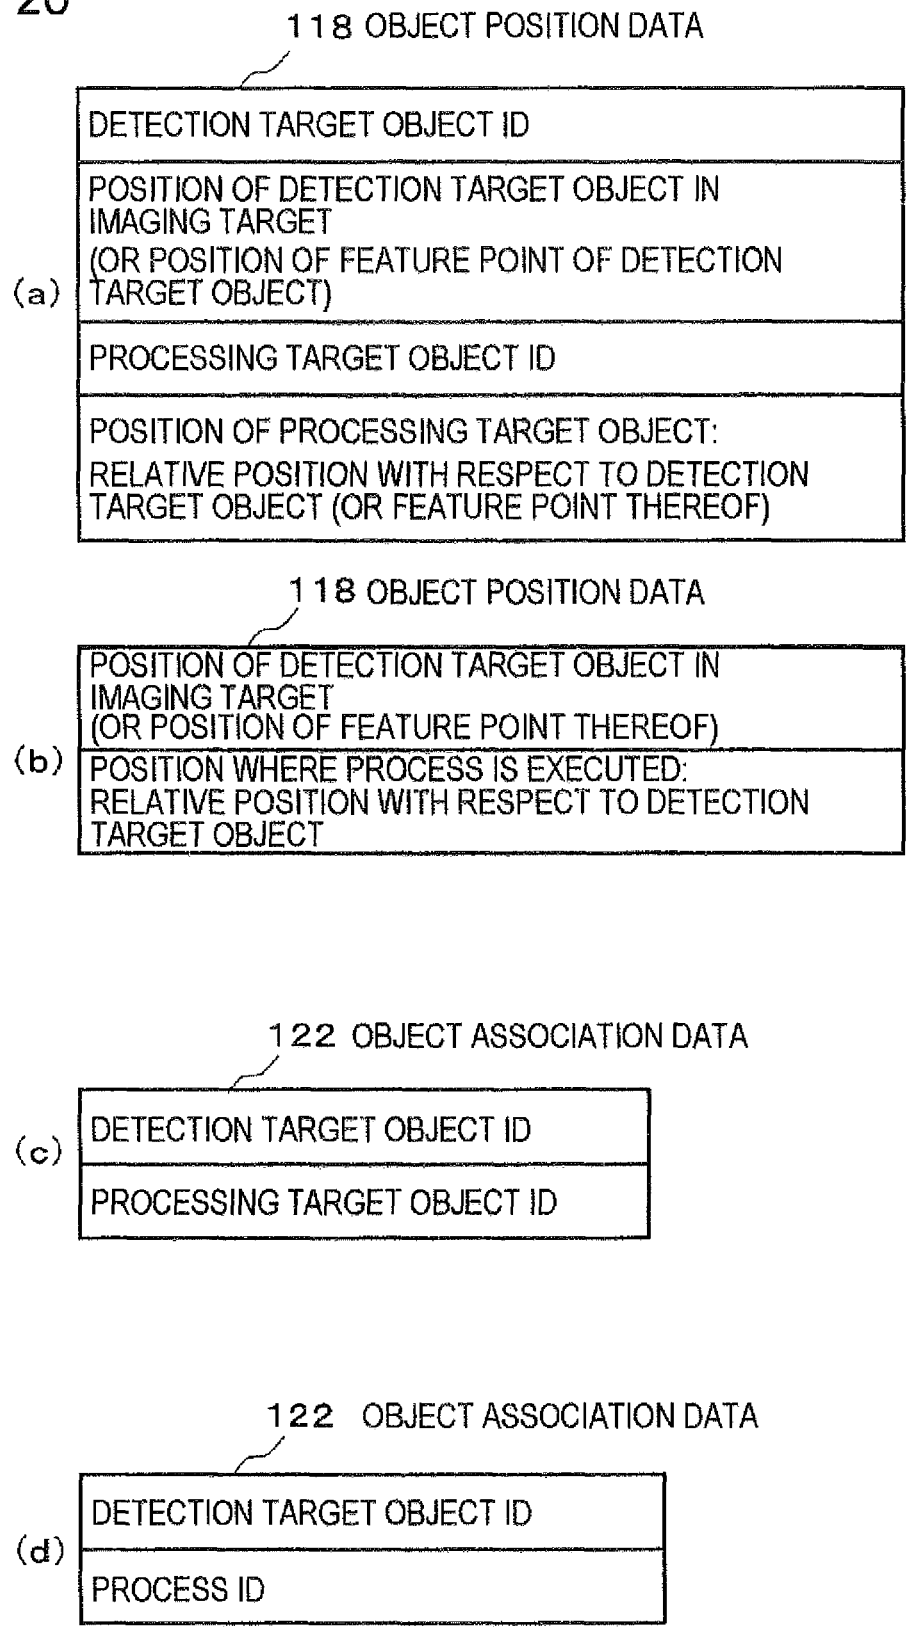 118 OBJECT POSITION DATA
DETECTION TARGET OBJECT ID
POSITION OF DETECTION TARGET OBJECT IN
IMAGING TARGET
(OR POSITION OF FEATURE POINT OF DETECTION
(a)
TARGET OBJECT)
PROCESSING TARGET OBJECT ID
POSITION OF PROCESSING TARGET OBJECT:
RELATIVE POSITION WITH RESPECT TO DETECTION
TARGET OBJECT (OR FEATURE POINT THEREOF)
118 OBJECT POSITION DATA
POSITION OF DETECTION TARGET OBJECT IN
IMAGING TARGET
(OR POSITION OF FEATURE POINT THEREOF)
(b)
POSITION WHERE PROCESS IS EXECUTED:
RELATIVE POSITION WITH RESPECT TO DETECTION
TARGET OBJECT
122 OBJECT ASSOCIATION DATA
DETECTION TARGET OBJECT ID
(c)
PROCESSING TARGET OBJECT ID
122 OBJECT ASSOCIATION DATA
DETECTION TARGET OBJECT ID
(d)
PROCESS ID